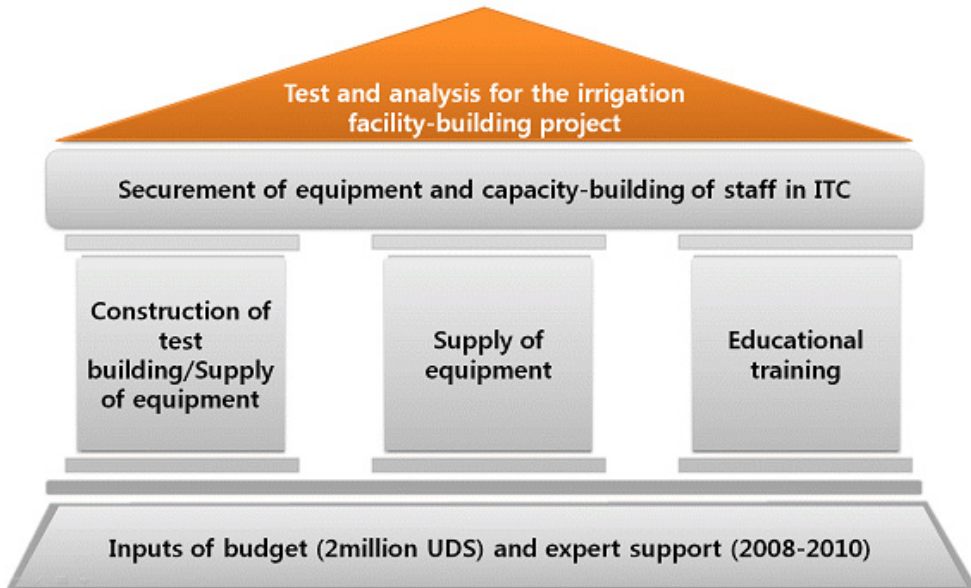 Test and analysis for the irrigation
facility-building project
Securement of equipment and capacity-building of staff in ITC
Construction of
test
building/Supply
of equipment
Supply of
equipment
Educational
training
Inputs of budget (2million UDS) and expert support (2008-2010)